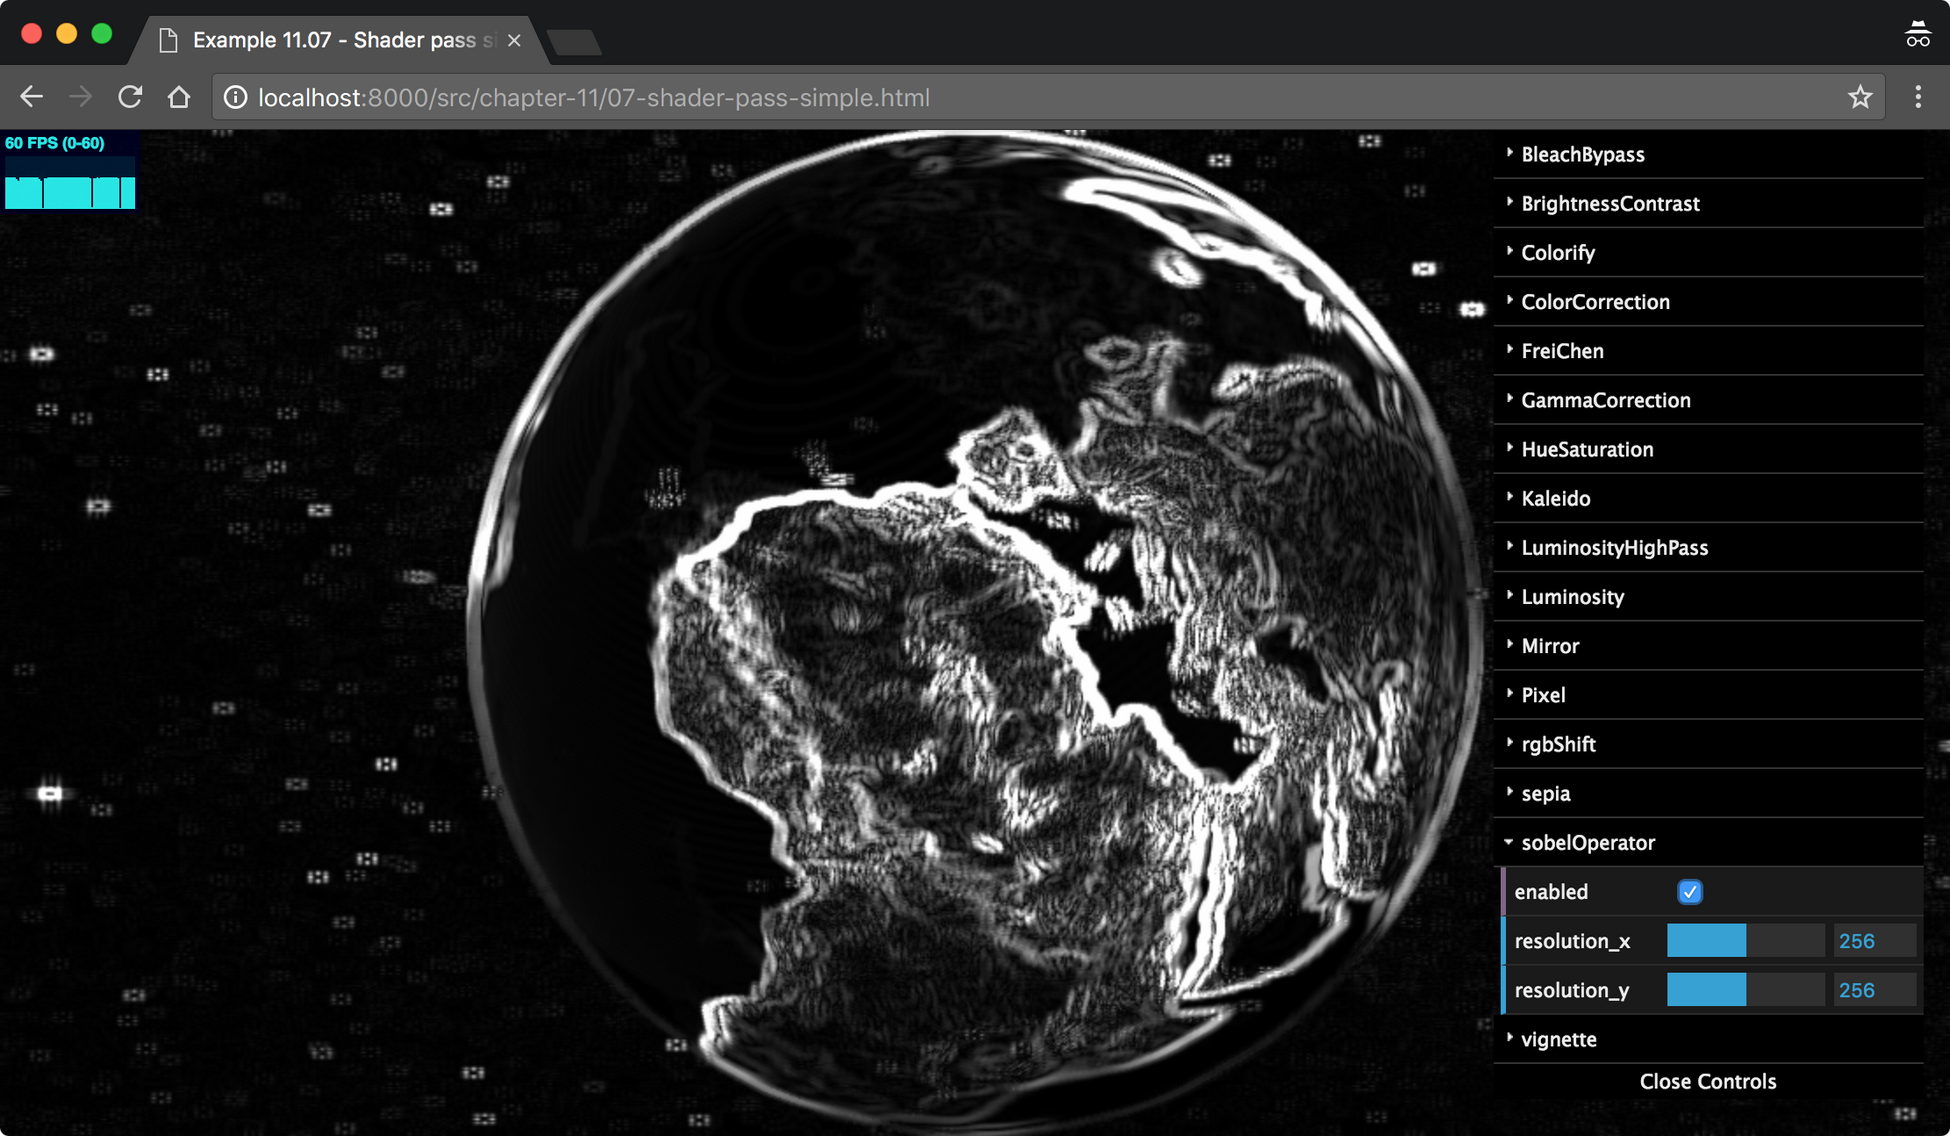 Example 11.07 - Shader pass si
localhost:8000/src/chapter-11/07-shader-pass-simple.html
60 FPS (0-60)
BleachBypass
BrightnessContrast
Colorify
ColorCorrection
FreiChen
GammaCorrection
HueSaturation
Kaleido
LuminosityHighPass
Luminosity
Mirror
Pixel
rgbShift
sepia
sobelOperator
enabled
resolution_x 256
resolution_y 256
vignette
Close Controls